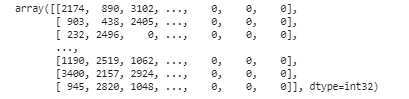 array([[2174,  890, 3102, ...,    0,    0,    0],
       [ 903,  438, 2405, ...,    0,    0,    0],
       [ 232, 2496,    0, ...,    0,    0,    0],
       ...,
       [1190, 2519, 1062, ...,    0,    0,    0],
       [3400, 2157, 2924, ...,    0,    0,    0],
       [ 945, 2820, 1048, ...,    0,    0,    0]], dtype=int32)